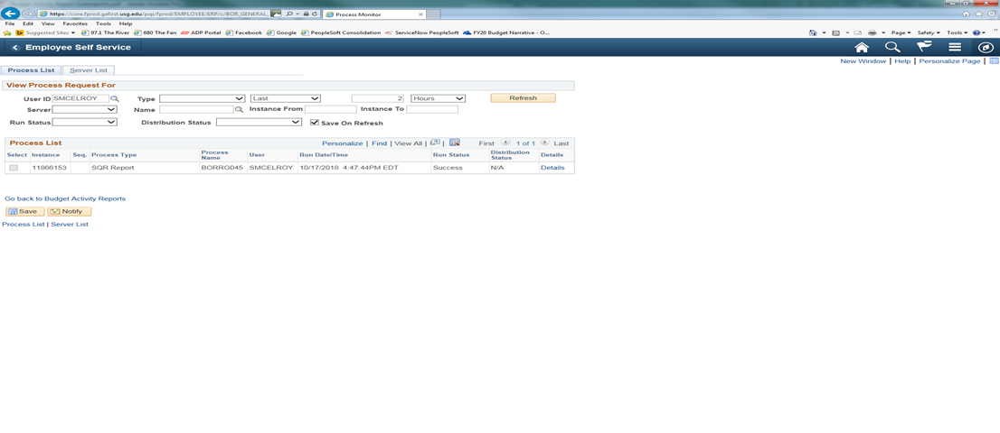 https://core.fprod.gafirst.usg.edu/psp/fprod/EMPLOYEE/ERP/c/BOR_GENERAL_ Process Monitor
File Edit View Favorites Tools Help
Suggested Sites 97.1 The River 680 The Fan ADP Portal Facebook Google PeopleSoft Consolidation ServiceNow PeopleSoft FY20 Budget Narrative - O... Page Safety Tools
Employee Self Service
New Window | Help | Personalize Page |
Process List Server List
View Process Request For
User ID SMCELROY Type Last 2 Hours Refresh
Server Name Instance From Instance To
Run Status Distribution Status Save On Refresh
Process List Personalize | Find | View All | | First 1 of 1 Last
Select Instance Seq. Process Type Process Name User Run Date/Time Run Status Distribution Status Details
11866153 SQR Report BORRG045 SMCELROY 10/17/2018 4:47:44PM EDT Success N/A Details
Go back to Budget Activity Reports
Save Notify
Process List | Server List